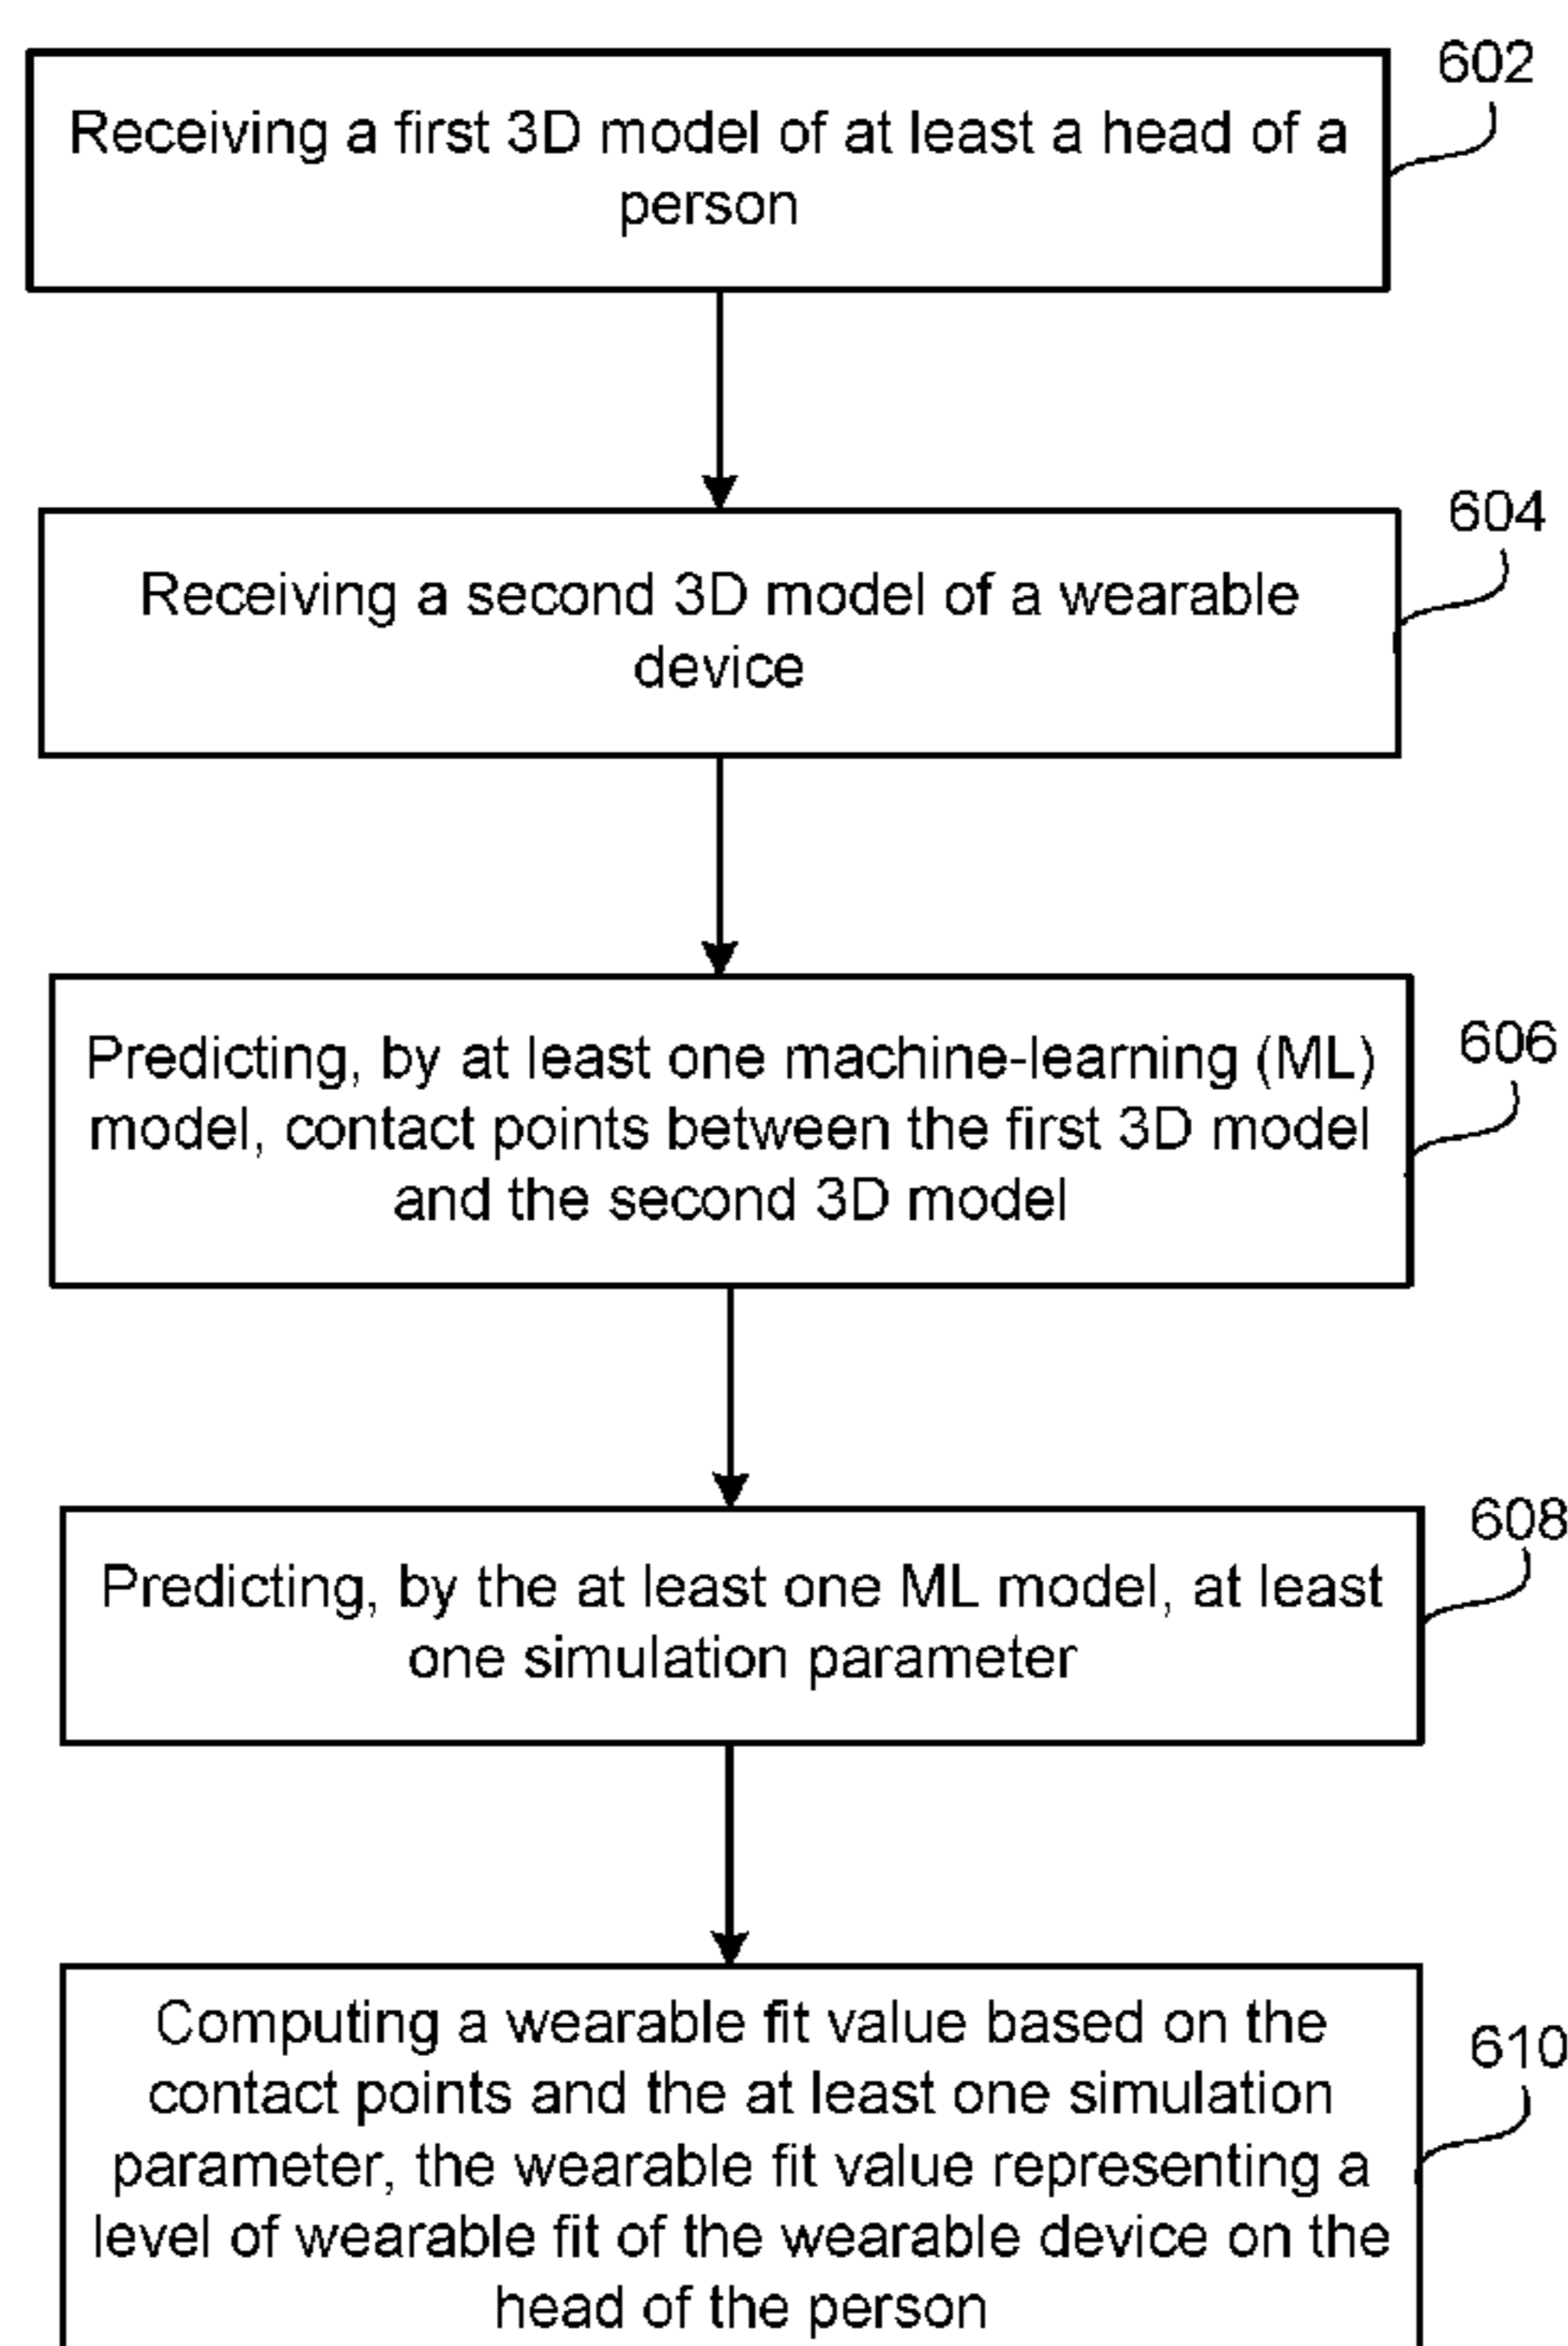 602
Receiving a first 3D model of at least a head of a
person
604
Receiving a second 3D model of a wearable
device
606
Predicting, by at least one machine-learning (ML)
model, contact points between the first 3D model
and the second 3D model
608
Predicting, by the at least one ML model, at least
one simulation parameter
610
Computing a wearable fit value based on the
contact points and the at least one simulation
parameter, the wearable fit value representing a
level of wearable fit of the wearable device on the
head of the person